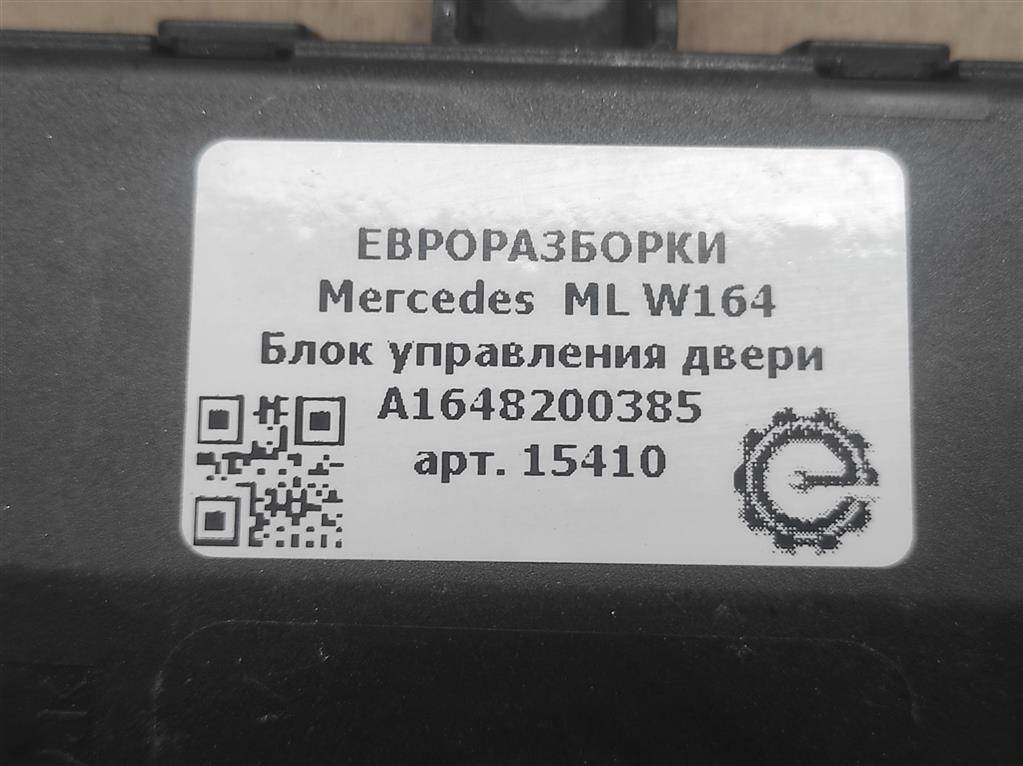 ЕВРОРАЗБОРКИ
Mercedes ML W164
Блок управления двери
A1648200385
арт. 15410